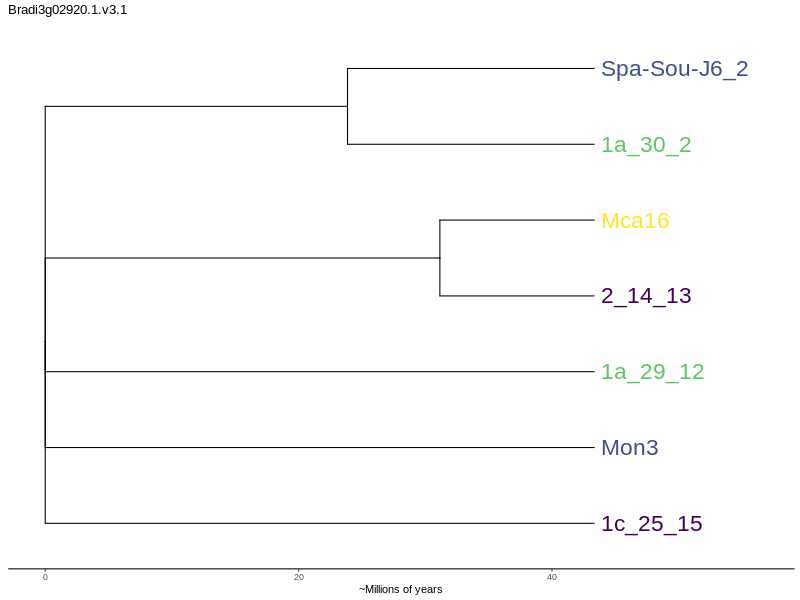 Bradi3g02920.1.v3.1
Spa-Sou-J6_2
1a_30_2
Mca16
2_14_13
1a_29_12
Mon3
1c_25_15
0 20 40
~Millions of years